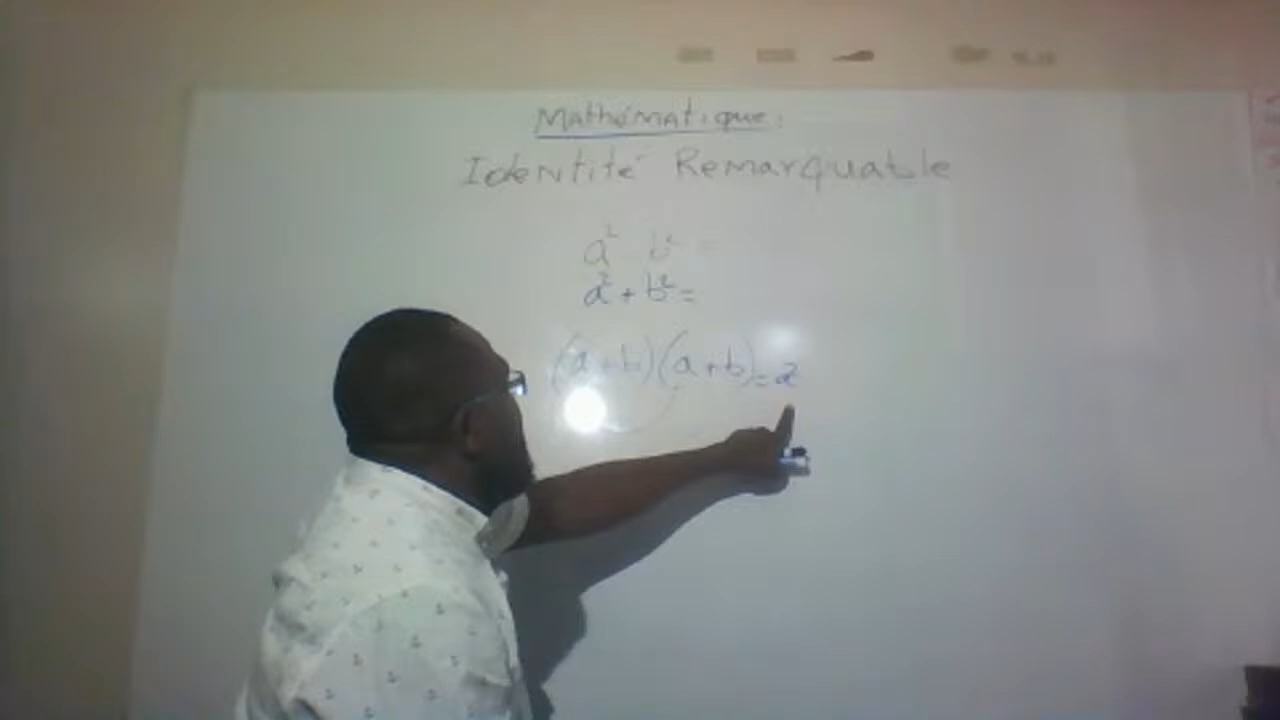 Mathématique:
Identité Remarquable
a² b² =
a² + b² =
(a+b)(a+b)=a